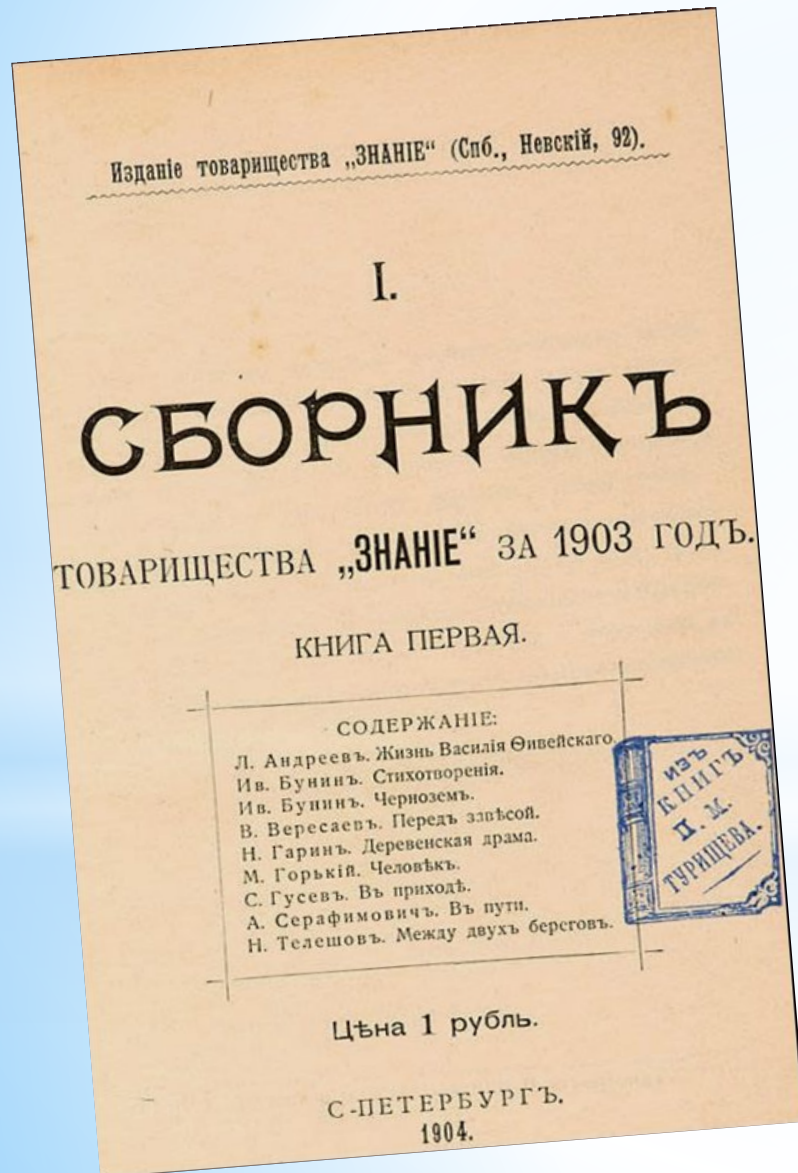 Изданіе товарищества „ЗНАНІЕ“ (Спб., Невскій, 92).
I.
СБОРНИКЪ
ТОВАРИЩЕСТВА „ЗНАНІЕ“ ЗА 1903 ГОДЪ.
КНИГА ПЕРВАЯ.
СОДЕРЖАНІЕ:
Л. Андреевъ. Жизнь Василія Ѳивейскаго.
Ив. Бунинъ. Стихотворенія.
Ив. Бунинъ. Черноземъ.
В. Вересаевъ. Передъ завѣсой.
Н. Гаринъ. Деревенская драма.
М. Горькій. Человѣкъ.
С. Гусевъ. Въ приходѣ.
А. Серафимовичъ. Въ пути.
Н. Телешовъ. Между двухъ береговъ.
ИЗЪ
КНИГЪ
П. М.
ТУРИЩЕВА.
Цѣна 1 рубль.
С-ПЕТЕРБУРГЪ.
1904.